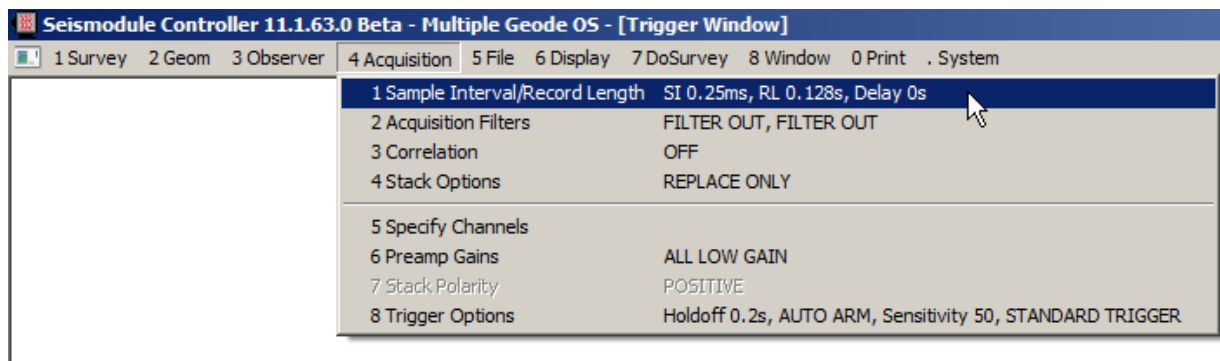 Seismodule Controller 11.1.63.0 Beta - Multiple Geode OS - [Trigger Window]
1 Survey 2 Geom 3 Observer 4 Acquisition 5 File 6 Display 7 DoSurvey 8 Window 0 Print . System
1 Sample Interval/Record Length SI 0.25ms, RL 0.128s, Delay 0s
2 Acquisition Filters FILTER OUT, FILTER OUT
3 Correlation OFF
4 Stack Options REPLACE ONLY
5 Specify Channels
6 Preamp Gains ALL LOW GAIN
7 Stack Polarity POSITIVE
8 Trigger Options Holdoff 0.2s, AUTO ARM, Sensitivity 50, STANDARD TRIGGER